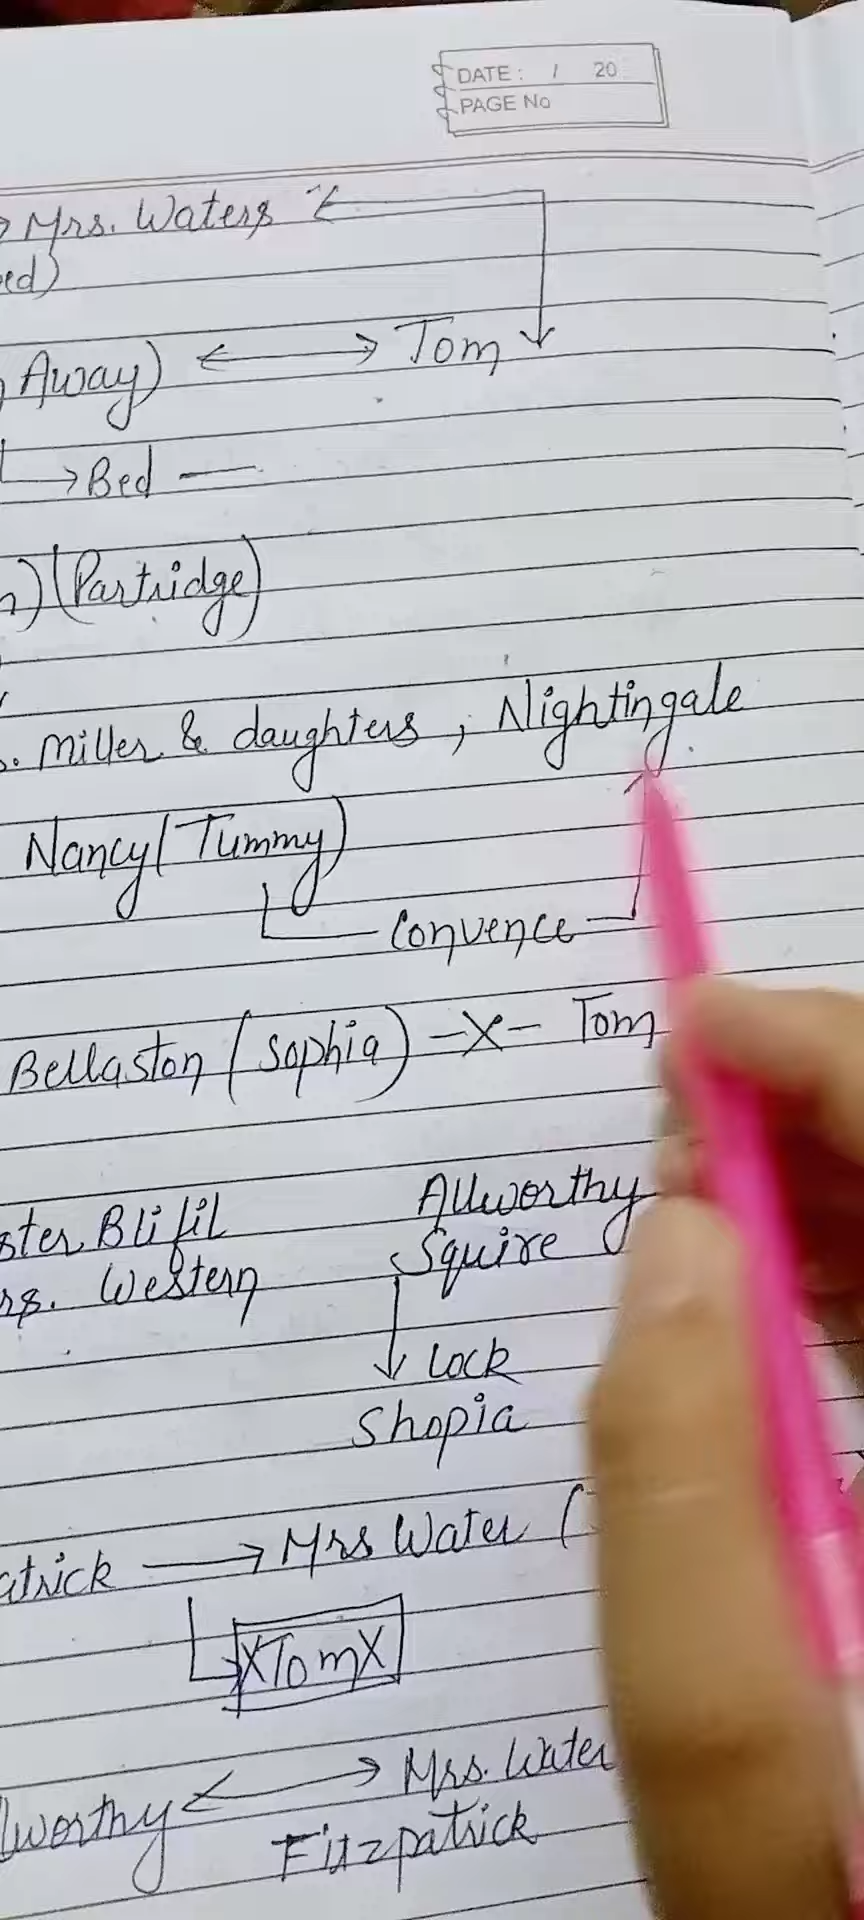 DATE: / 20
PAGE No
Mrs. Waters
ed)
Away) Tom
Bed
(Partridge)
. Miller & daughters, Nightingale
Nancy (Tummy)
Convence
Bellaston (Sophia) -X- Tom
ster Blifil Allworthy
rs. Western Squire
Lock
Shopia
atrick → Mrs Water (
XTomX
lworthy ↔ Mrs. Water
Fitzpatrick